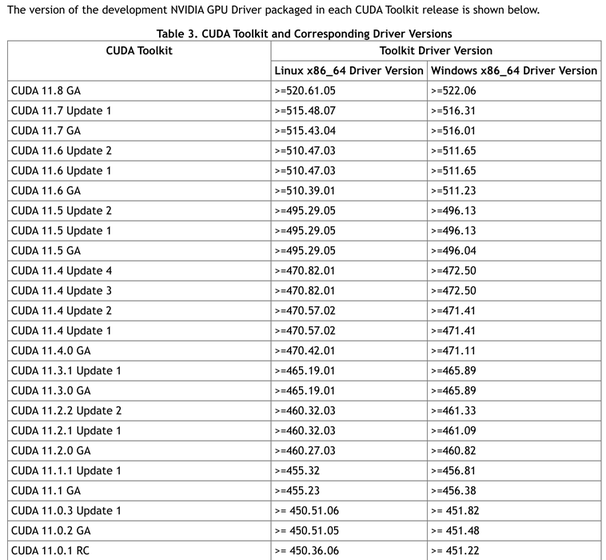 The version of the development NVIDIA GPU Driver packaged in each CUDA Toolkit release is shown below.
Table 3. CUDA Toolkit and Corresponding Driver Versions
CUDA Toolkit Toolkit Driver Version
Linux x86_64 Driver Version Windows x86_64 Driver Version
CUDA 11.8 GA >=520.61.05 >=522.06
CUDA 11.7 Update 1 >=515.48.07 >=516.31
CUDA 11.7 GA >=515.43.04 >=516.01
CUDA 11.6 Update 2 >=510.47.03 >=511.65
CUDA 11.6 Update 1 >=510.47.03 >=511.65
CUDA 11.6 GA >=510.39.01 >=511.23
CUDA 11.5 Update 2 >=495.29.05 >=496.13
CUDA 11.5 Update 1 >=495.29.05 >=496.13
CUDA 11.5 GA >=495.29.05 >=496.04
CUDA 11.4 Update 4 >=470.82.01 >=472.50
CUDA 11.4 Update 3 >=470.82.01 >=472.50
CUDA 11.4 Update 2 >=470.57.02 >=471.41
CUDA 11.4 Update 1 >=470.57.02 >=471.41
CUDA 11.4.0 GA >=470.42.01 >=471.11
CUDA 11.3.1 Update 1 >=465.19.01 >=465.89
CUDA 11.3.0 GA >=465.19.01 >=465.89
CUDA 11.2.2 Update 2 >=460.32.03 >=461.33
CUDA 11.2.1 Update 1 >=460.32.03 >=461.09
CUDA 11.2.0 GA >=460.27.03 >=460.82
CUDA 11.1.1 Update 1 >=455.32 >=456.81
CUDA 11.1 GA >=455.23 >=456.38
CUDA 11.0.3 Update 1 >= 450.51.06 >= 451.82
CUDA 11.0.2 GA >= 450.51.05 >= 451.48
CUDA 11.0.1 RC >= 450.36.06 >= 451.22